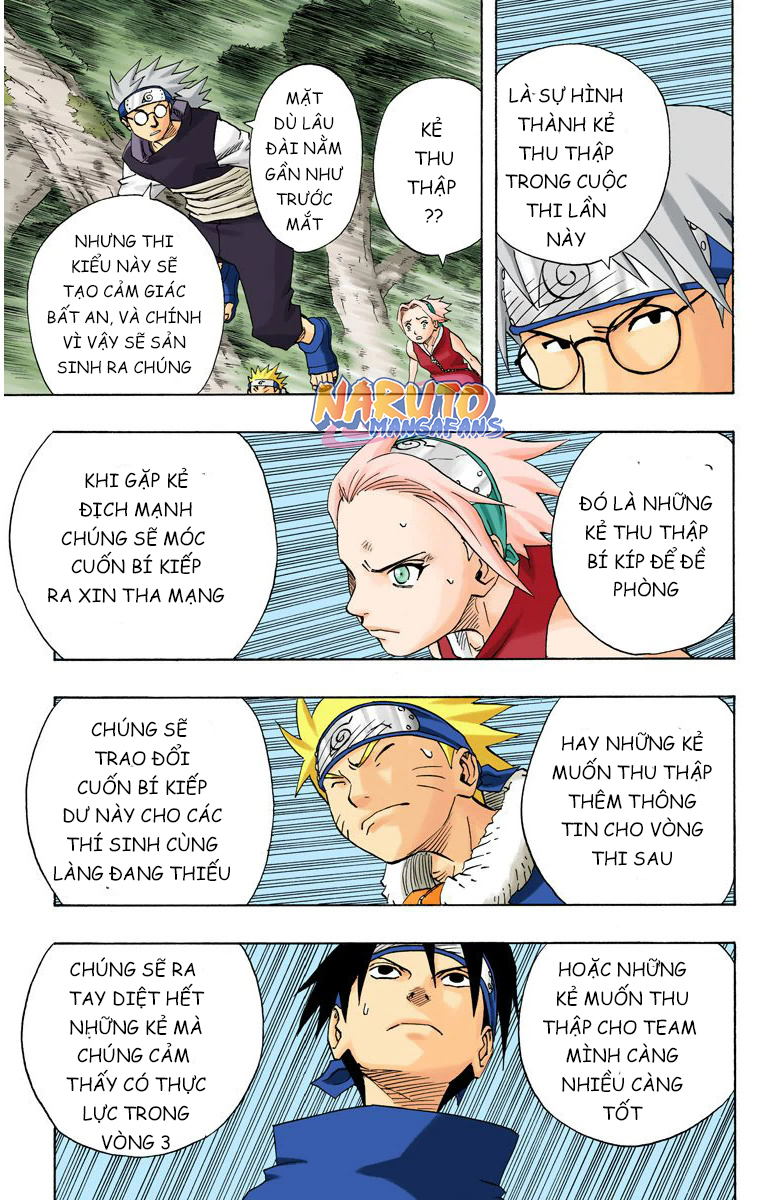 LÀ SỰ HÌNH
THÀNH KẺ
THU THẬP
TRONG CUỘC
THI LẦN
NÀY
KẺ
THU
THẬP
??
MẶT
DÙ LÂU
ĐÀI NẰM
GẦN NHƯ
TRƯỚC
MẮT
NHƯNG THI
KIỂU NÀY SẼ
TẠO CẢM GIÁC
BẤT AN, VÀ CHÍNH
VÌ VẬY SẼ SẢN
SINH RA CHÚNG
NARUTO
MANGAFANS
ĐÓ LÀ NHỮNG
KẺ THU THẬP
BÍ KÍP ĐỂ ĐỀ
PHÒNG
KHI GẶP KẺ
ĐỊCH MẠNH
CHÚNG SẼ MÓC
CUỐN BÍ KIẾP
RA XIN THA MẠNG
HAY NHỮNG KẺ
MUỐN THU THẬP
THÊM THÔNG
TIN CHO VÒNG
THI SAU
CHÚNG SẼ
TRAO ĐỔI
CUỐN BÍ KIẾP
DƯ NÀY CHO CÁC
THÍ SINH CÙNG
LÀNG ĐANG THIẾU
HOẶC NHỮNG
KẺ MUỐN THU
THẬP CHO TEAM
MÌNH CÀNG
NHIỀU CÀNG
TỐT
CHÚNG SẼ RA
TAY DIỆT HẾT
NHỮNG KẺ MÀ
CHÚNG CẢM
THẤY CÓ THỰC
LỰC TRONG
VÒNG 3